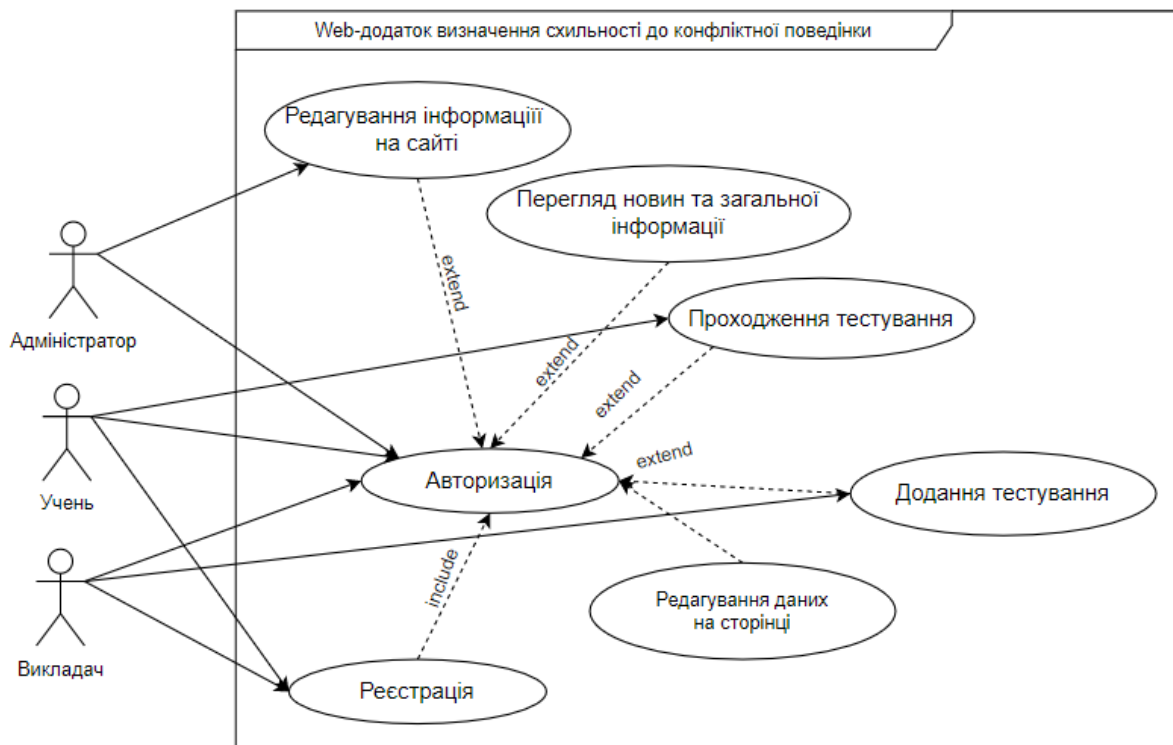 Web-додаток визначення схильності до конфліктної поведінки
Редагування інформаціїї
на сайті
Перегляд новин та загальної
інформації
extend
Проходження тестування
Адміністратор
extend
extend
extend
Авторизація
Додання тестування
Учень
include
Редагування даних
на сторінці
Викладач
Реєстрація